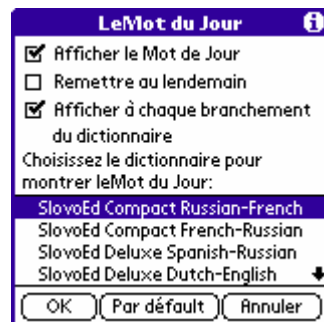 LeMot du Jour
Afficher le Mot de Jour
Remettre au lendemain
Afficher à chaque branchement
du dictionnaire
Choisissez le dictionnaire pour
montrer leMot du Jour:
SlovoEd Compact Russian-French
SlovoEd Compact French-Russian
SlovoEd Deluxe Spanish-Russian
SlovoEd Deluxe Dutch-English
OK Par défault Annuler